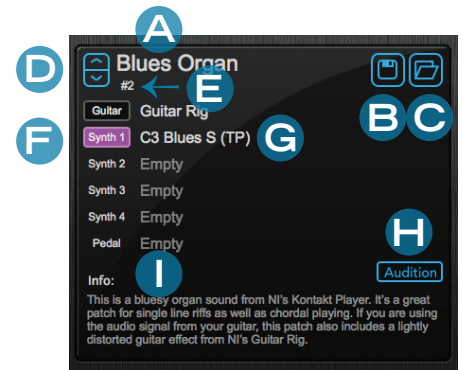 A
D Blues Organ
#2 E
B C
Guitar Guitar Rig
F Synth 1 C3 Blues S (TP) G
Synth 2 Empty
Synth 3 Empty
Synth 4 Empty
H
Pedal Empty
I
Audition
Info:
This is a bluesy organ sound from NI's Kontakt Player. It's a great
patch for single line riffs as well as chordal playing. If you are using
the audio signal from your guitar, this patch also includes a lightly
distorted guitar effect from NI's Guitar Rig.